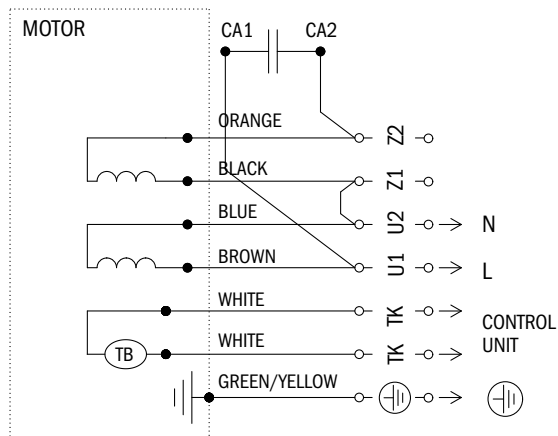 MOTOR
CA1 CA2
ORANGE Z2
BLACK Z1
BLUE U2 N
BROWN U1 L
WHITE TK
CONTROL
UNIT
WHITE TK
TB
GREEN/YELLOW